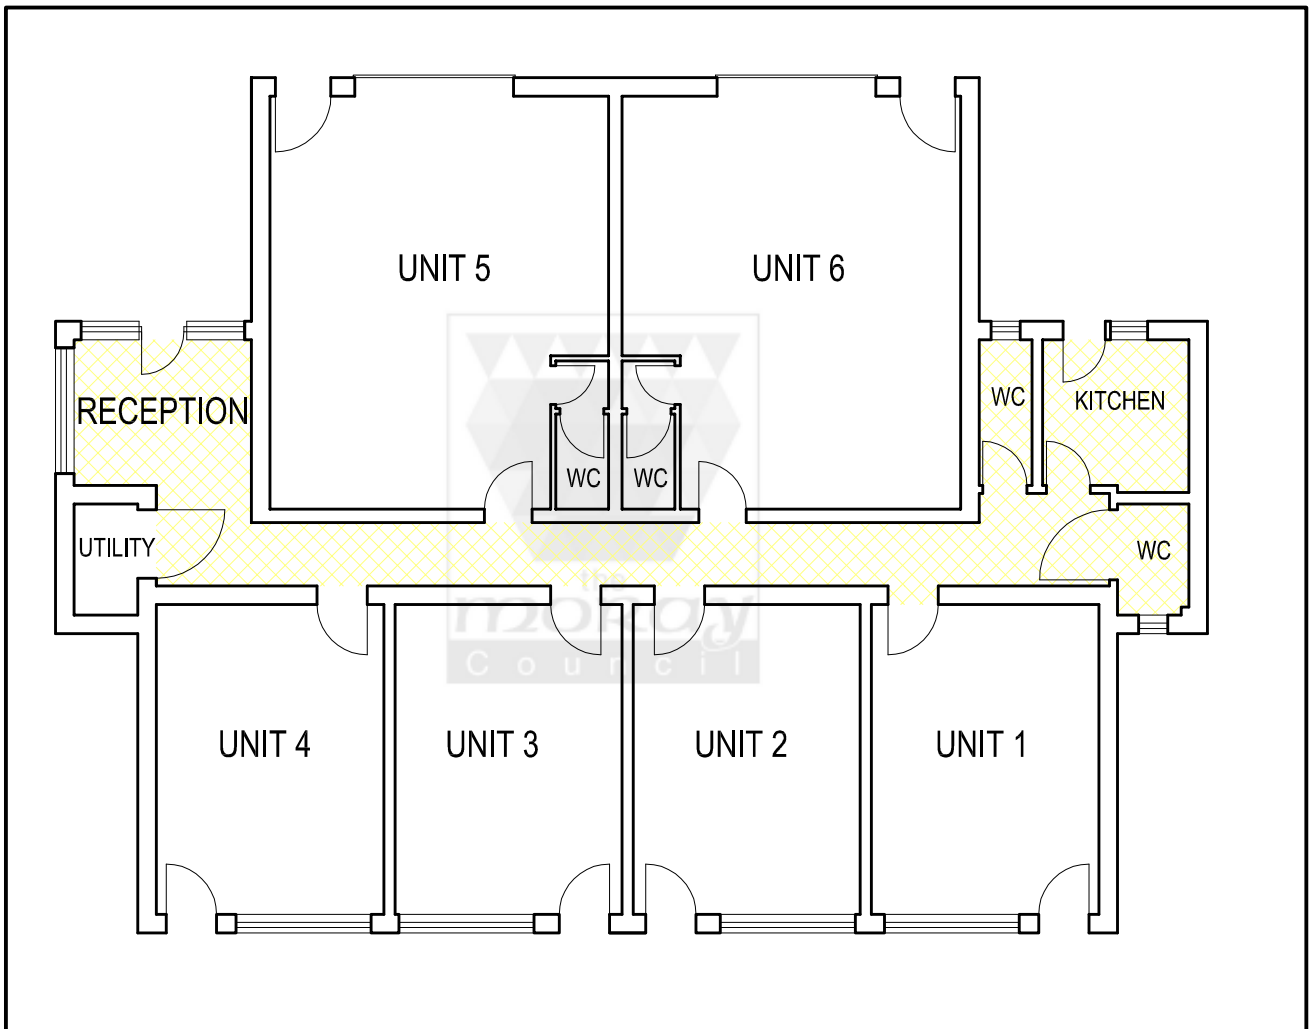 UNIT 5
UNIT 6
RECEPTION
WC
KITCHEN
WC
WC
UTILITY
WC
the
moray
Council
UNIT 4
UNIT 3
UNIT 2
UNIT 1